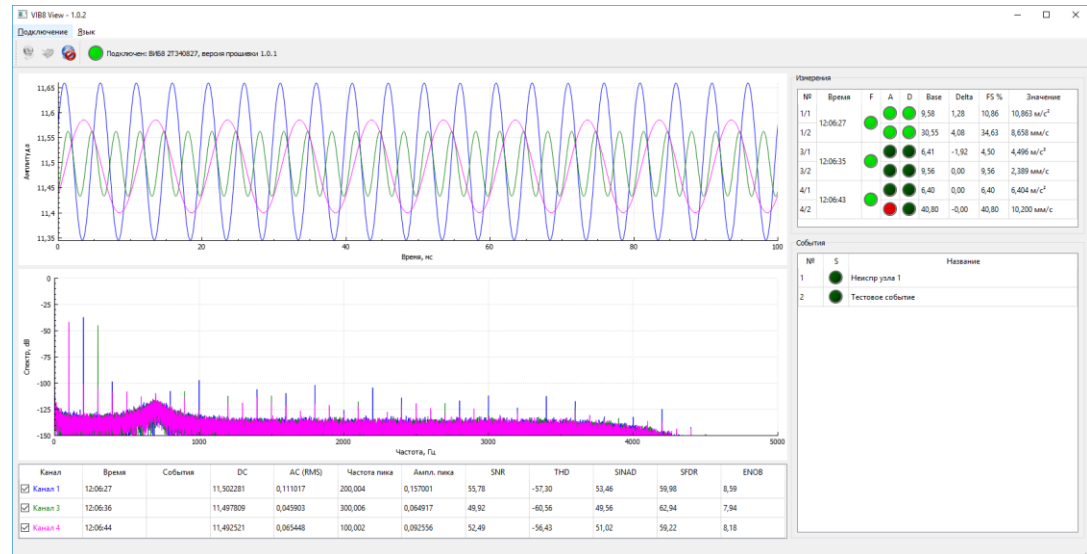 VIB8 View - 1.0.2
Подключение Язык
Подключен: ВИБ8 2ТЭ40827, версия прошивки 1.0.1
11,65
11,6
11,55
11,5
11,45
11,4
11,35
Амплитуда
0 20 40 60 80 100
Время, мс
0
-25
-50
-75
-100
-125
-150
Спектр, dB
0 1000 2000 3000 4000 5000
Частота, Гц
Канал Время События DC AC (RMS) Частота пика Ампл. пика SNR THD SINAD SFDR ENOB
Канал 1 12:06:27 11,502281 0,111017 200,004 0,157001 55,78 -57,30 53,46 59,98 8,59
Канал 3 12:06:36 11,497809 0,045903 300,006 0,064917 49,92 -60,56 49,56 62,94 7,94
Канал 4 12:06:44 11,492521 0,065448 100,002 0,092556 52,49 -56,43 51,02 59,22 8,18
Измерения
№ Время F A D Base Delta FS % Значение
1/1 12:06:27 9,58 1,28 10,86 10,863 м/с²
1/2 30,55 4,08 34,63 8,658 мм/с
3/1 12:06:35 6,41 -1,92 4,50 4,496 м/с²
3/2 9,56 0,00 9,56 2,389 мм/с
4/1 12:06:43 6,40 0,00 6,40 6,404 м/с²
4/2 40,80 -0,00 40,80 10,200 мм/с
События
№ S Название
1 Неиспр узла 1
2 Тестовое событие